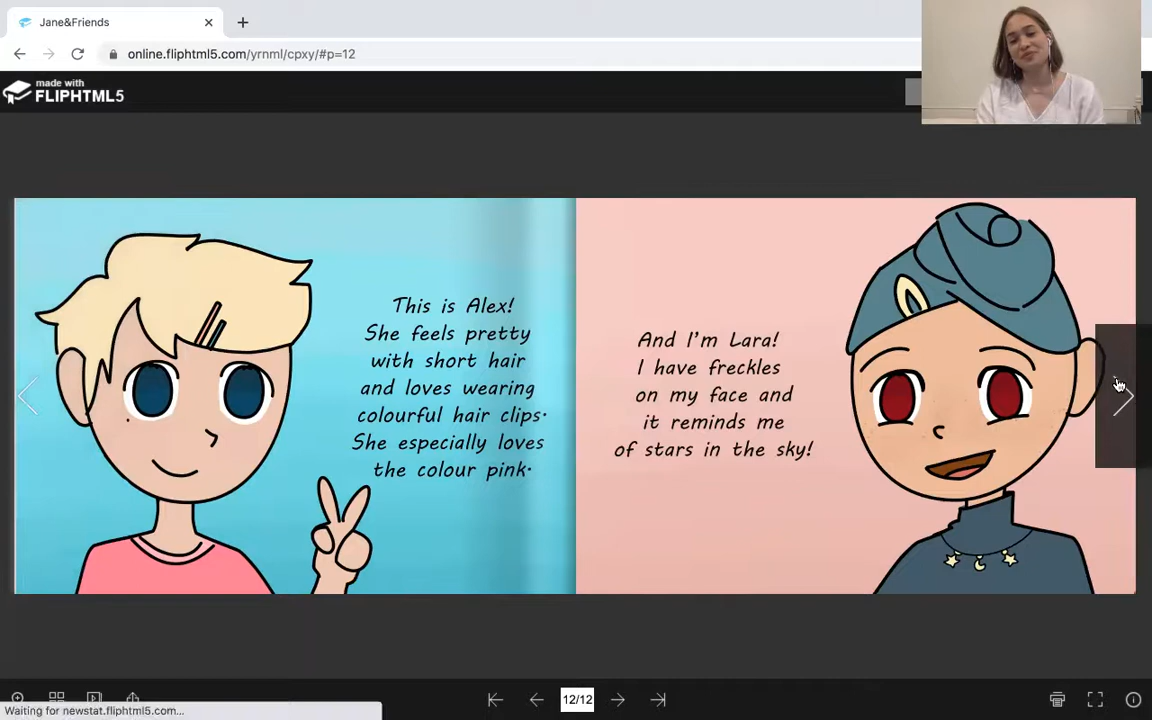 Jane&Friends
online.fliphtml5.com/yrnml/cpxy/#p=12
made with
FLIPHTML5
This is Alex!
She feels pretty
with short hair
and loves wearing
colourful hair clips.
She especially loves
the colour pink.
And I'm Lara!
I have freckles
on my face and
it reminds me
of stars in the sky!
12/12
Waiting for newstat.fliphtml5.com...